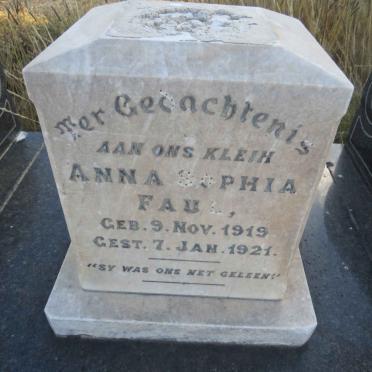 Ter Gedachtenis
AAN ONS KLEIN
ANNA SOPHIA
FAUL,
GEB. 9. NOV. 1919
GEST. 7. JAN. 1921.
"SY WAS ONS NET GELEEN"